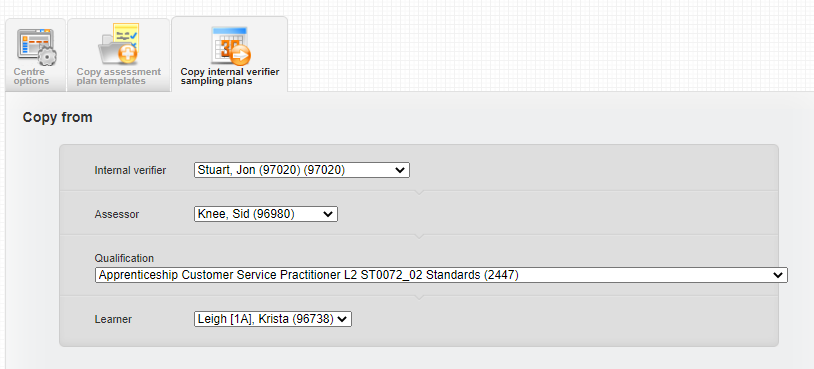 Centre
options
Copy assessment
plan templates
Copy internal verifier
sampling plans
Copy from
Internal verifier Stuart, Jon (97020) (97020)
Assessor Knee, Sid (96980)
Qualification
Apprenticeship Customer Service Practitioner L2 ST0072_02 Standards (2447)
Learner Leigh [1A], Krista (96738)